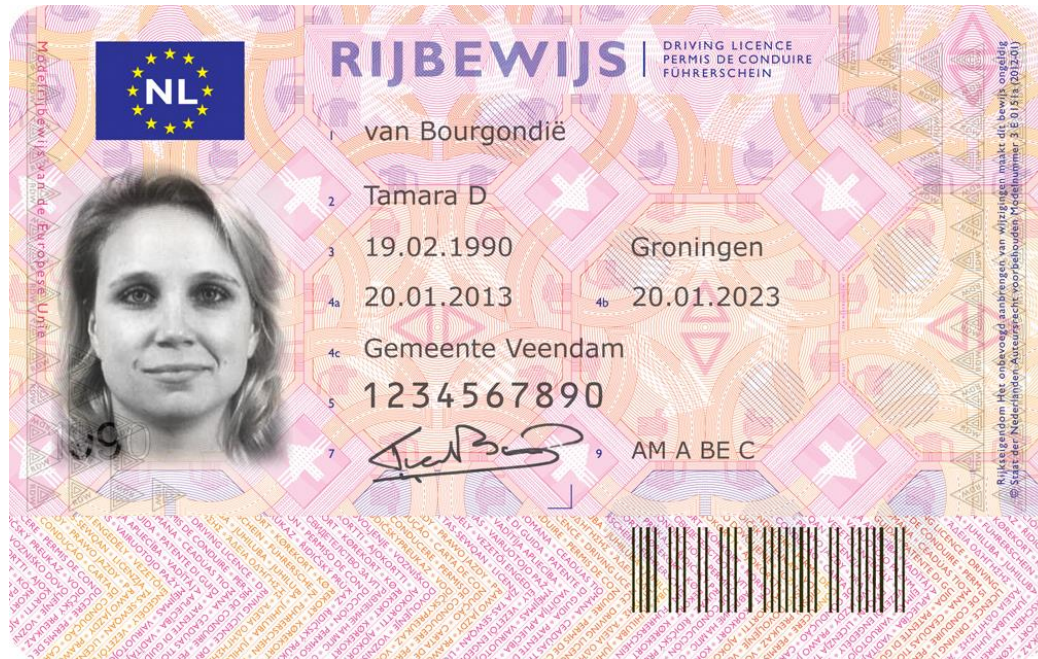 NL
RIJBEWIJS
DRIVING LICENCE
PERMIS DE CONDUIRE
FÜHRERSCHEIN
1 van Bourgondië
2 Tamara D
3 19.02.1990 Groningen
4a 20.01.2013 4b 20.01.2023
4c Gemeente Veendam
5 1234567890
7
9 AM A BE C
Model rijbewijs van de Europese Unie
Rijkseigendom Het onbevoegd aanbrengen van wijzigingen maakt dit bewijs ongeldig
© Staat der Nederlanden Auteursrecht voorbehouden Modelnummer 3 E 0151a (2012-01)